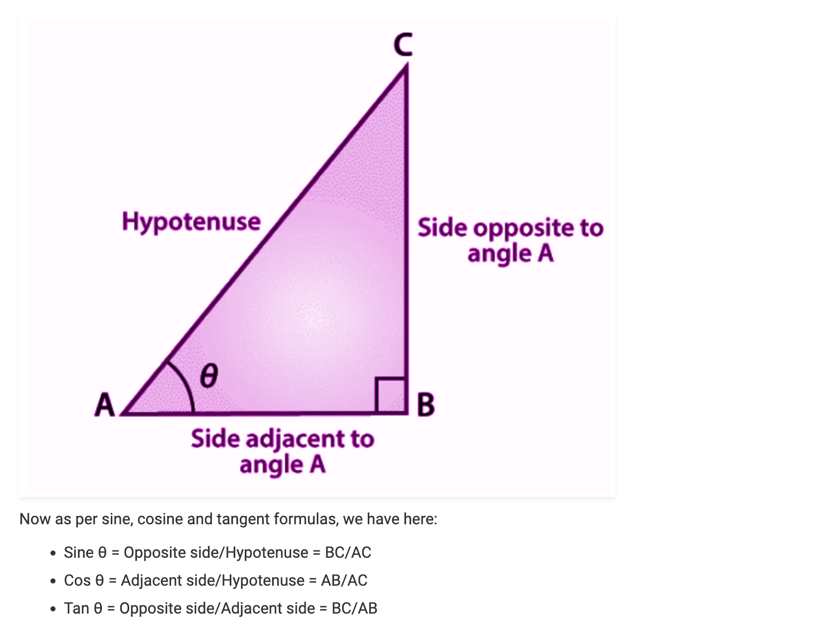 C
Hypotenuse
Side opposite to
angle A
θ
A
B
Side adjacent to
angle A
Now as per sine, cosine and tangent formulas, we have here:
• Sine θ = Opposite side/Hypotenuse = BC/AC
• Cos θ = Adjacent side/Hypotenuse = AB/AC
• Tan θ = Opposite side/Adjacent side = BC/AB